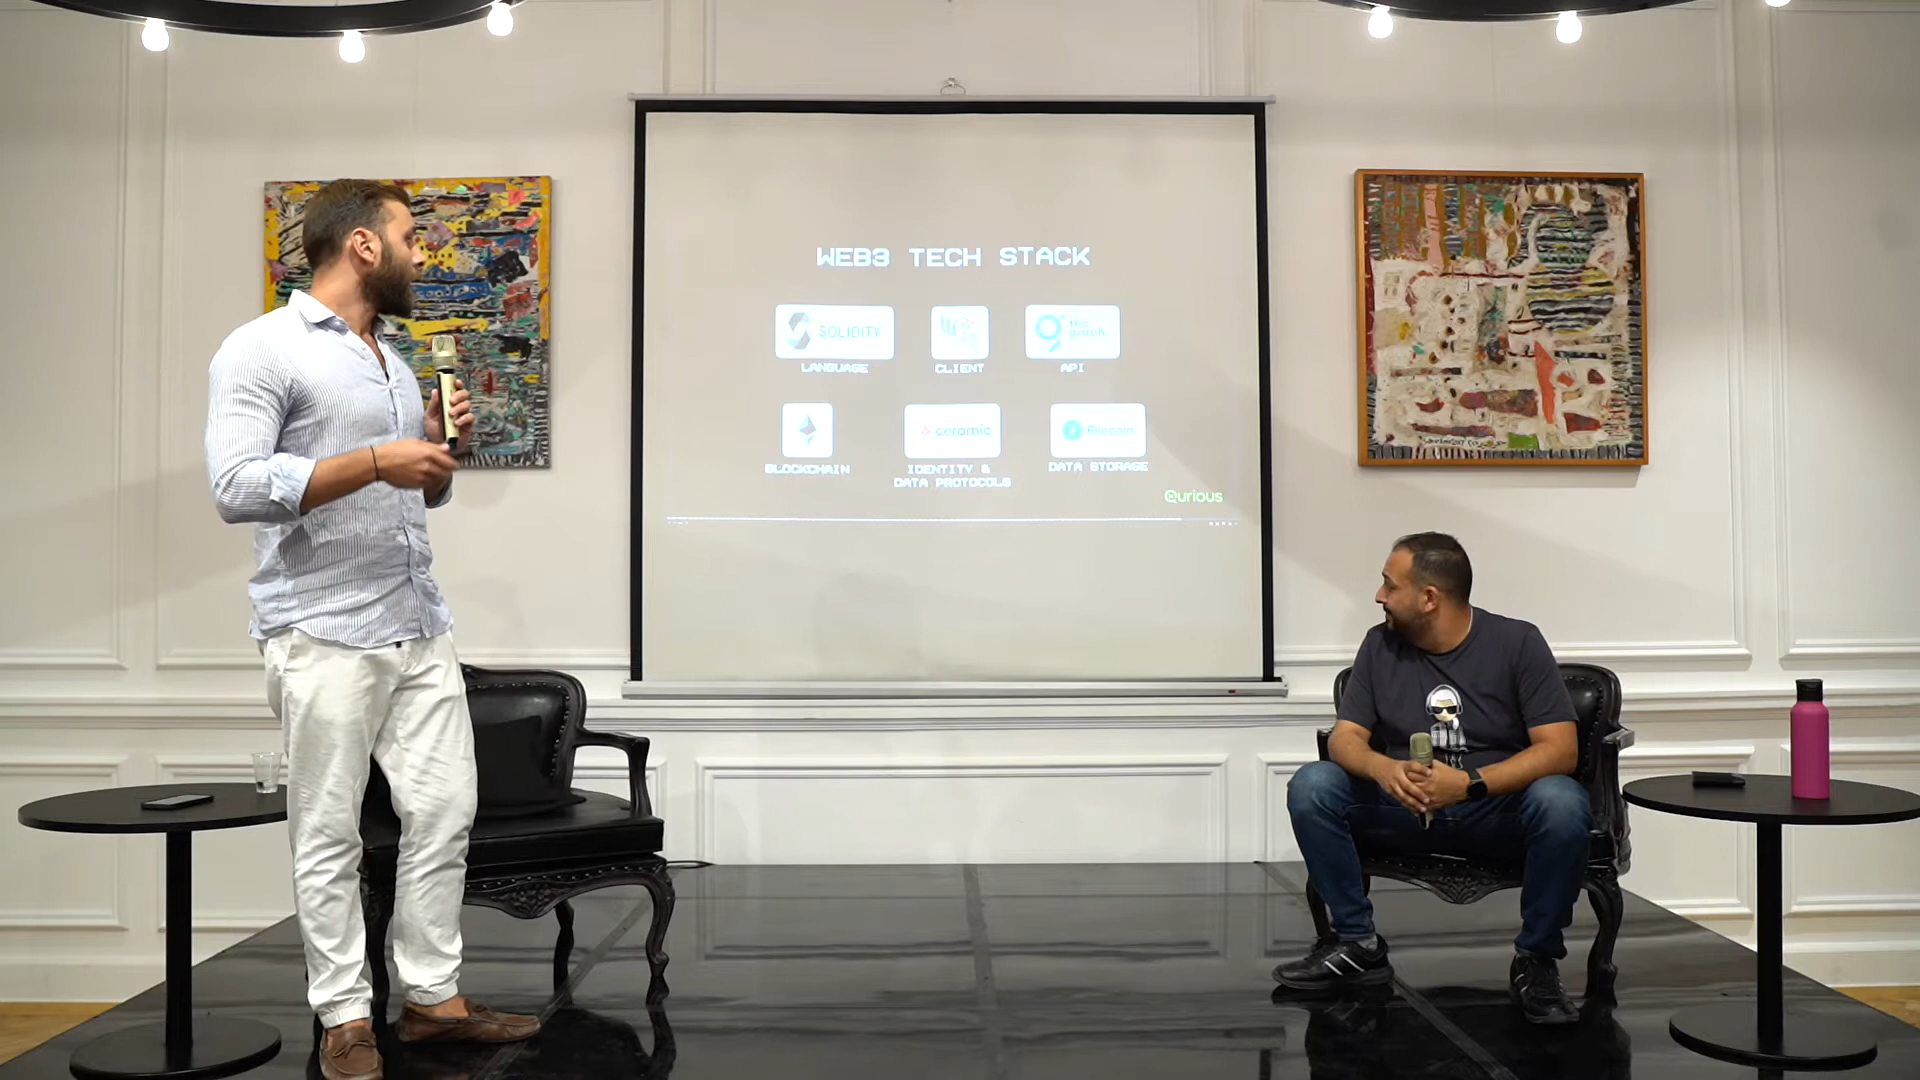 WEB3 TECH STACK
SOLIDITY
the graph
LANGUAGE
CLIENT
API
ceramic
filecoin
BLOCKCHAIN
IDENTITY &
DATA PROTOCOLS
DATA STORAGE
Qurious